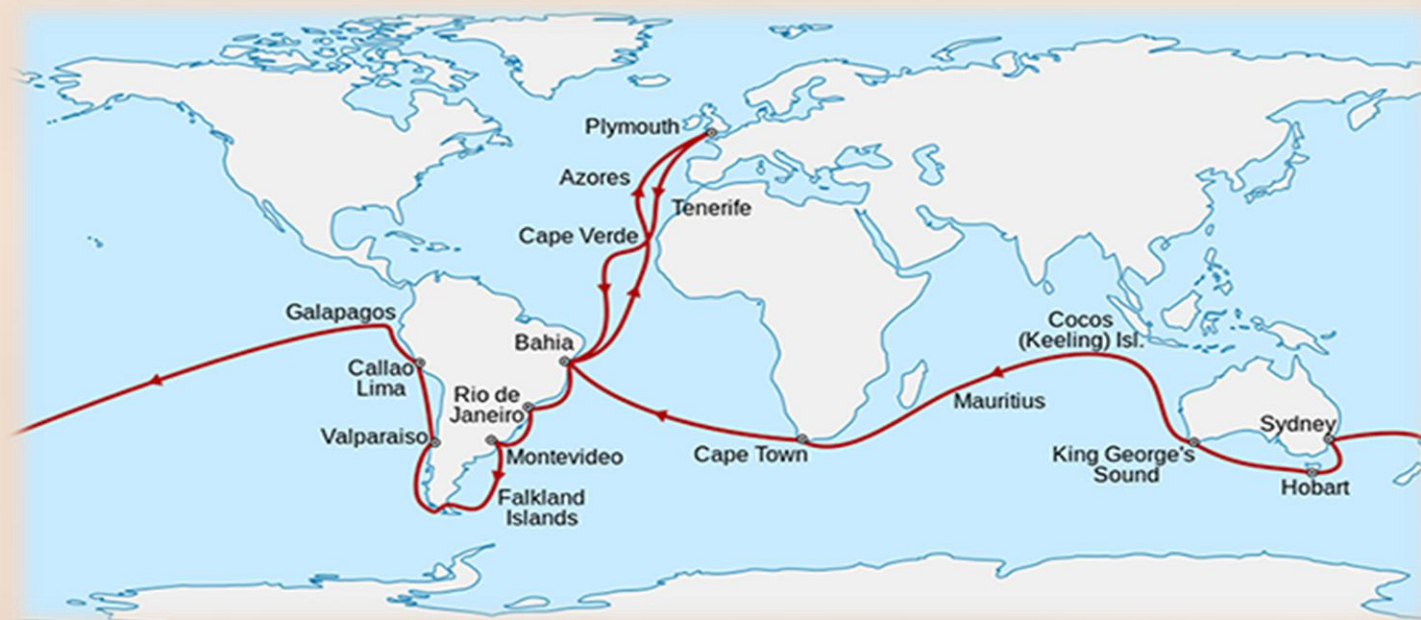 Plymouth
Azores
Tenerife
Cape Verde
Galapagos
Cocos
(Keeling) Isl.
Bahia
Callao
Lima
Rio de
Janeiro
Mauritius
Sydney
Valparaiso
Montevideo
Cape Town
King George's
Sound
Hobart
Falkland
Islands